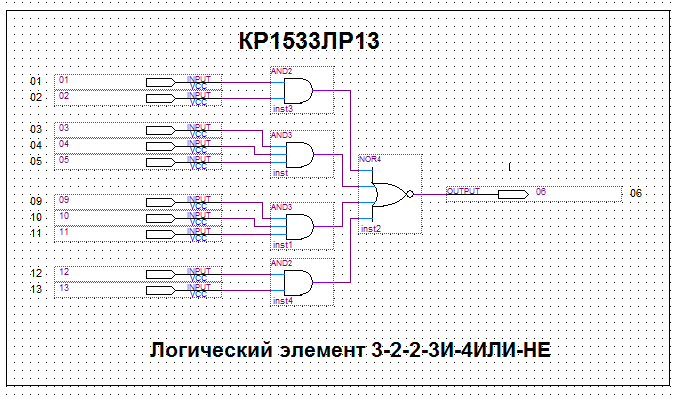 КР1533ЛР13
AND2
01 01 INPUT
VCC
02 02 INPUT
VCC
inst3
AND3
03 03 INPUT
VCC
04 04 INPUT
VCC
05 05 INPUT
VCC
inst
NOR4
OUTPUT 06 06
inst2
AND3
09 09 INPUT
VCC
10 10 INPUT
VCC
11 11 INPUT
VCC
inst1
AND2
12 12 INPUT
VCC
13 13 INPUT
VCC
inst4
Логический элемент 3-2-2-3И-4ИЛИ-НЕ